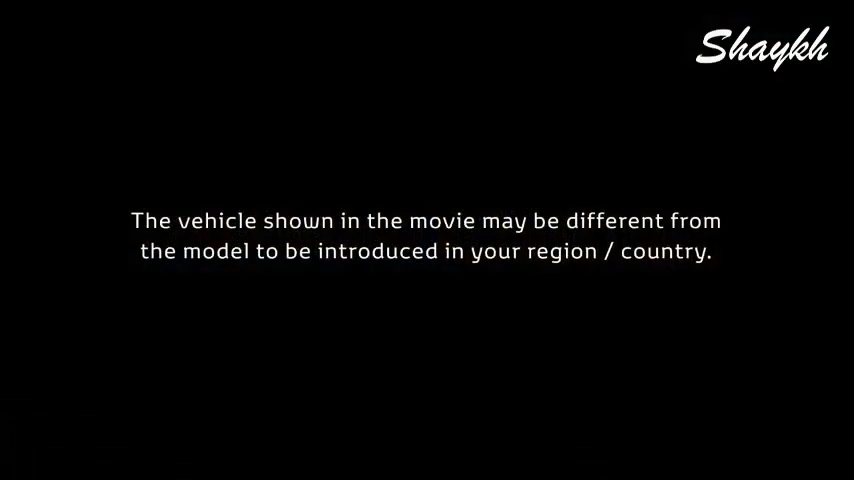 Shaykh
The vehicle shown in the movie may be different from
the model to be introduced in your region / country.